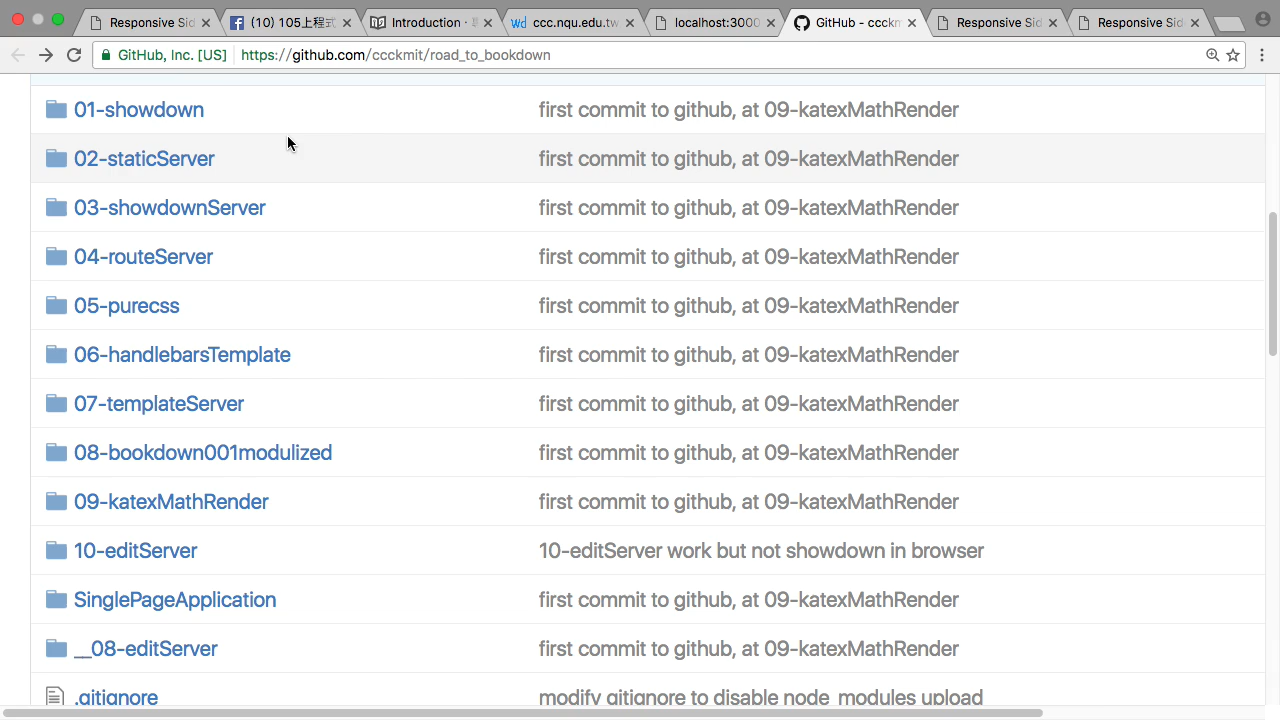 Responsive Sid
(10) 105上程式
Introduction ·
ccc.nqu.edu.tw
localhost:3000
GitHub - ccckm
Responsive Sid
Responsive Sid
GitHub, Inc. [US] https://github.com/ccckmit/road_to_bookdown
01-showdown first commit to github, at 09-katexMathRender
02-staticServer first commit to github, at 09-katexMathRender
03-showdownServer first commit to github, at 09-katexMathRender
04-routeServer first commit to github, at 09-katexMathRender
05-purecss first commit to github, at 09-katexMathRender
06-handlebarsTemplate first commit to github, at 09-katexMathRender
07-templateServer first commit to github, at 09-katexMathRender
08-bookdown001modulized first commit to github, at 09-katexMathRender
09-katexMathRender first commit to github, at 09-katexMathRender
10-editServer 10-editServer work but not showdown in browser
SinglePageApplication first commit to github, at 09-katexMathRender
__08-editServer first commit to github, at 09-katexMathRender
.gitignore modify gitignore to disable node_modules upload